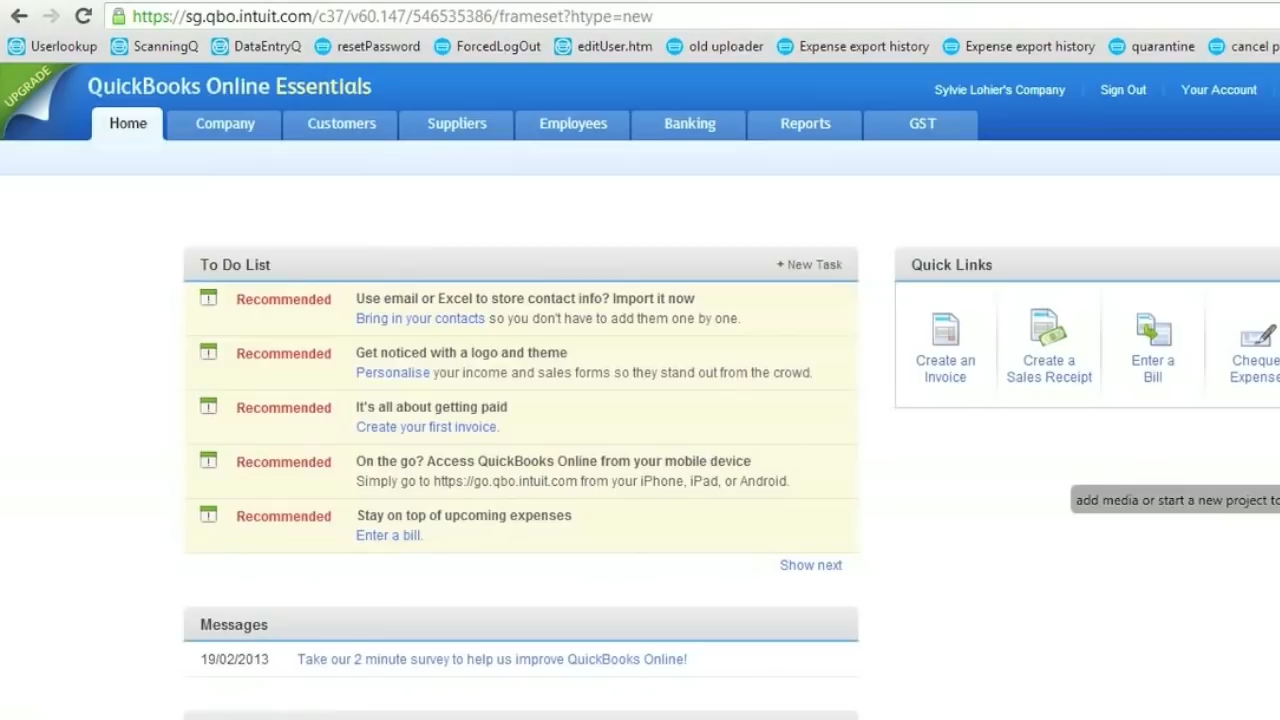 https://sg.qbo.intuit.com/c37/v60.147/546535386/frameset?htype=new
Userlookup ScanningQ DataEntryQ resetPassword ForcedLogOut editUser.htm old uploader Expense export history Expense export history quarantine cancel p
UPGRADE
QuickBooks Online Essentials
Sylvie Lohier's Company Sign Out Your Account
Home Company Customers Suppliers Employees Banking Reports GST
To Do List + New Task
Recommended Use email or Excel to store contact info? Import it now
Bring in your contacts so you don't have to add them one by one.
Recommended Get noticed with a logo and theme
Personalise your income and sales forms so they stand out from the crowd.
Recommended It's all about getting paid
Create your first invoice.
Recommended On the go? Access QuickBooks Online from your mobile device
Simply go to https://go.qbo.intuit.com from your iPhone, iPad, or Android.
Recommended Stay on top of upcoming expenses
Enter a bill.
Show next
Quick Links
Create an Invoice
Create a Sales Receipt
Enter a Bill
Cheque
Expense
add media or start a new project to
Messages
19/02/2013 Take our 2 minute survey to help us improve QuickBooks Online!